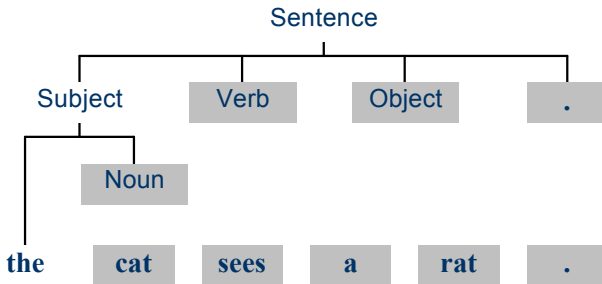 Sentence
Subject Verb Object .
Noun
the cat sees a rat .